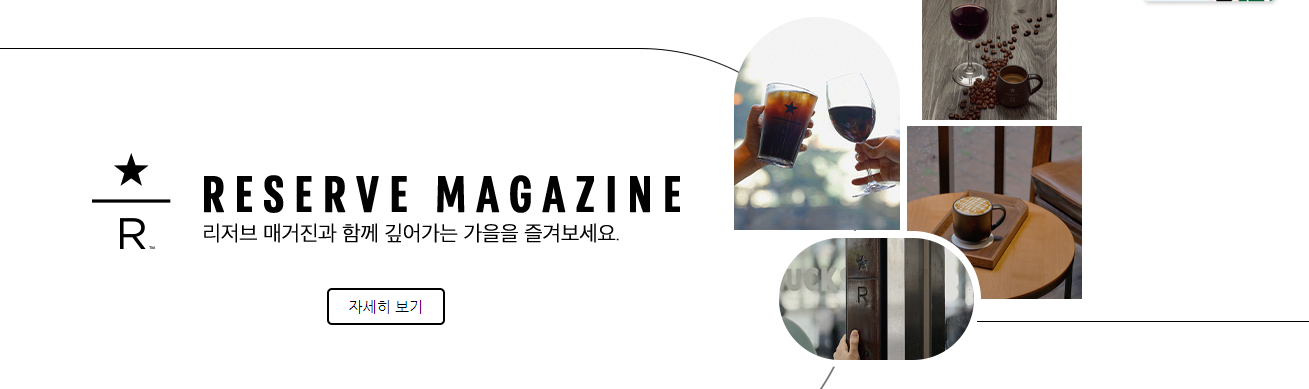 R™
RESERVE MAGAZINE
리저브 매거진과 함께 깊어가는 가을을 즐겨보세요.
자세히 보기
R